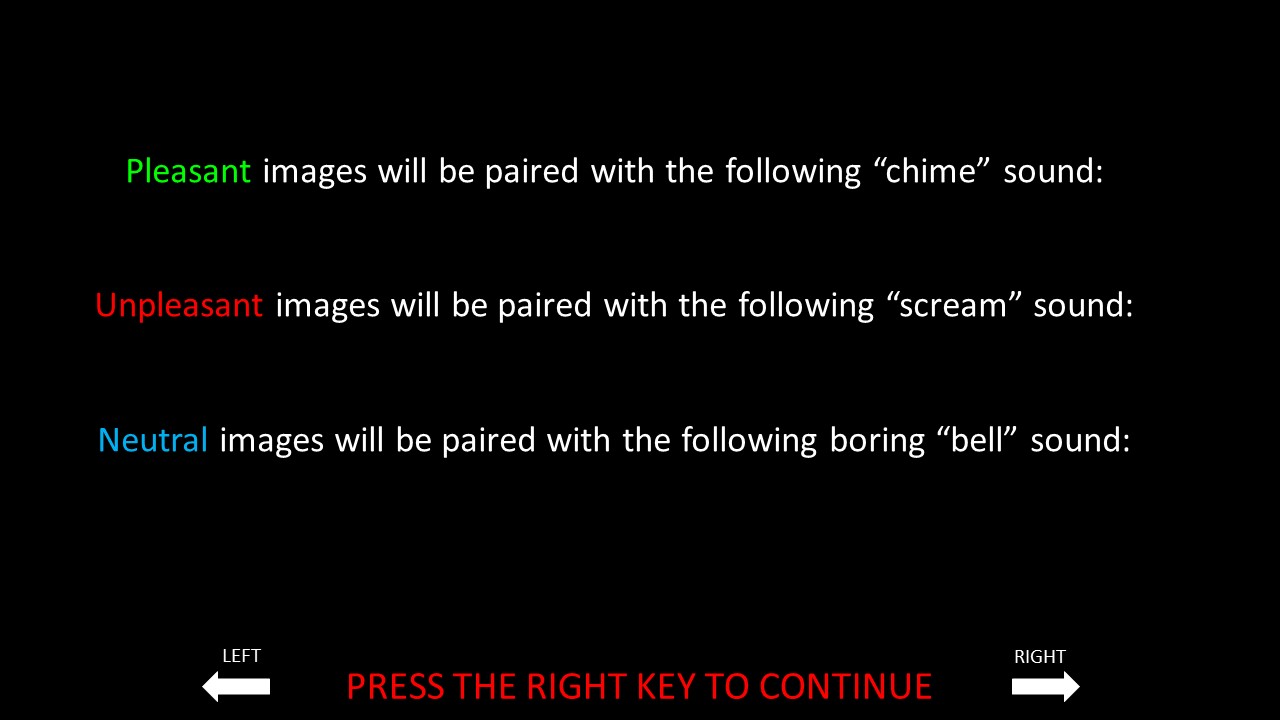 Pleasant images will be paired with the following “chime” sound:
Unpleasant images will be paired with the following “scream” sound:
Neutral images will be paired with the following boring “bell” sound:
LEFT
RIGHT
PRESS THE RIGHT KEY TO CONTINUE